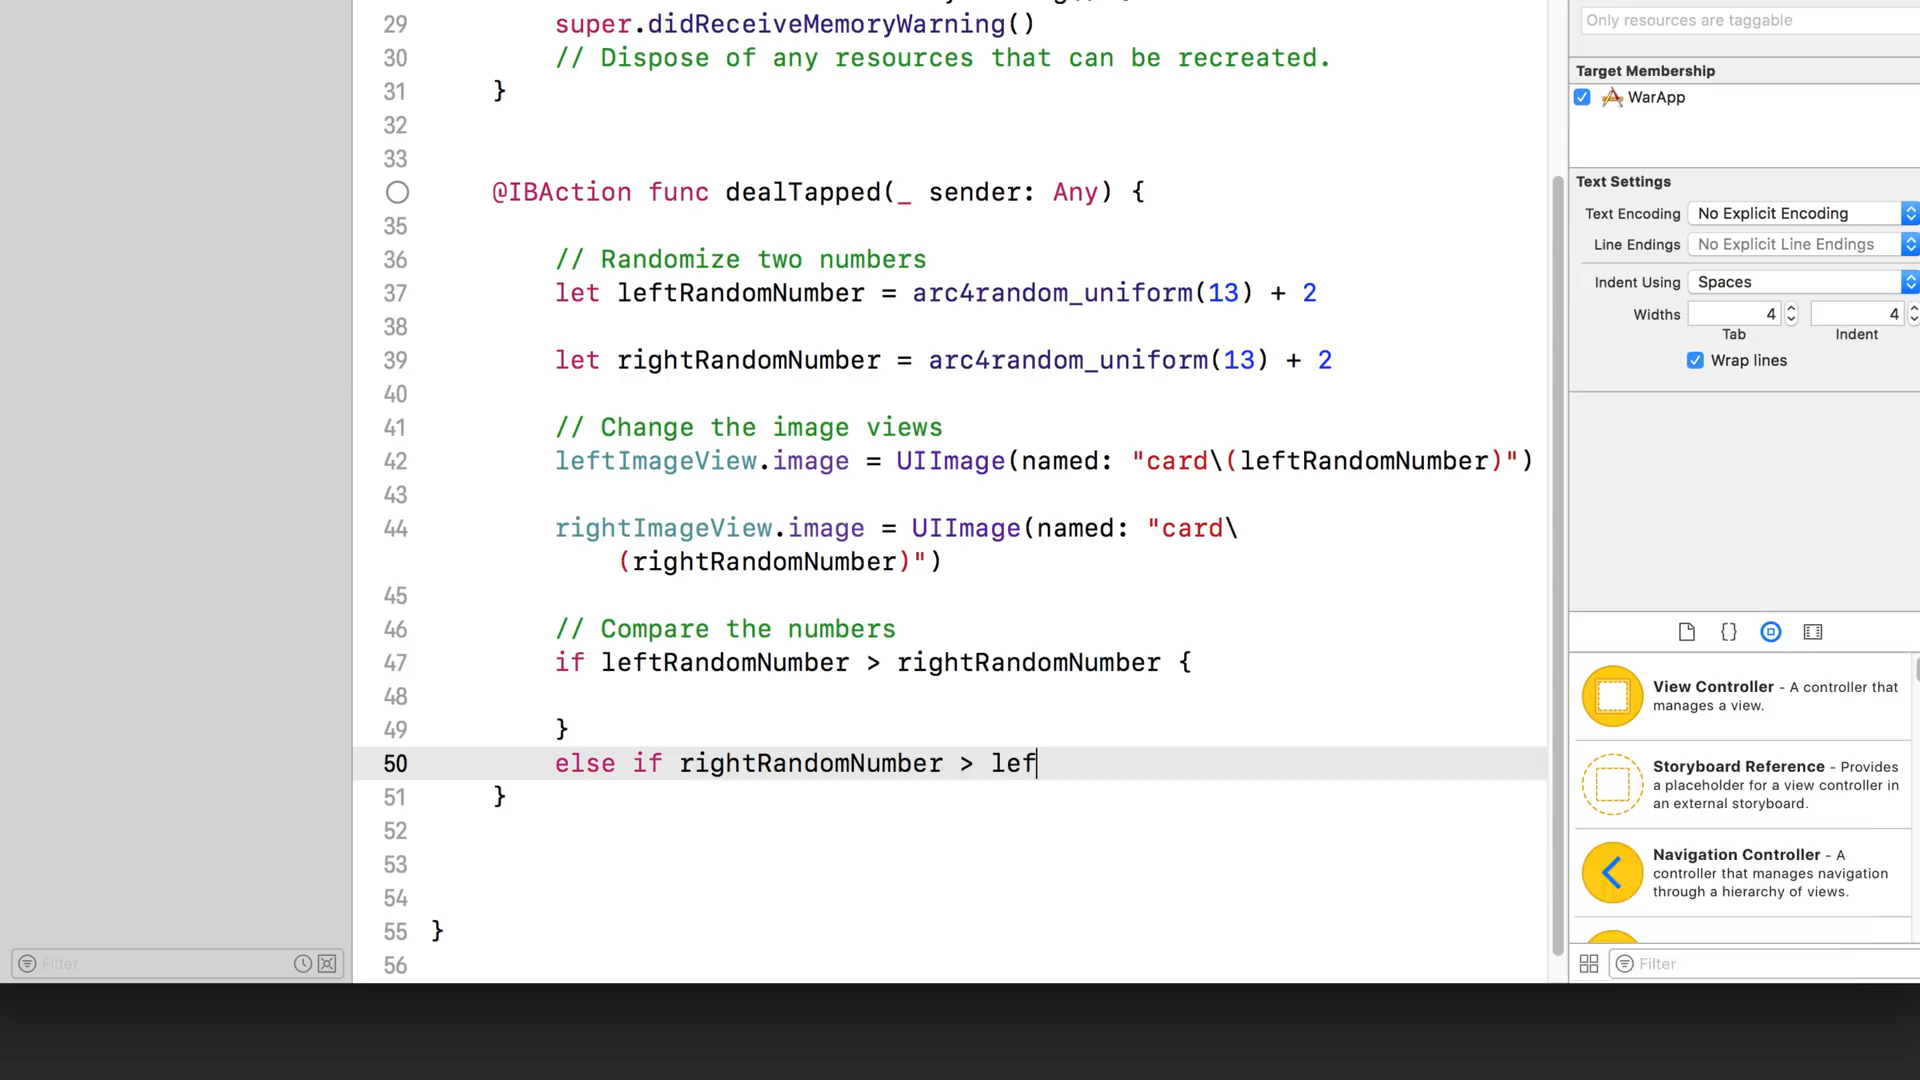 29 super.didReceiveMemoryWarning()
30 // Dispose of any resources that can be recreated.
31 }
32
33
@IBAction func dealTapped(_ sender: Any) {
35
36 // Randomize two numbers
37 let leftRandomNumber = arc4random_uniform(13) + 2
38
39 let rightRandomNumber = arc4random_uniform(13) + 2
40
41 // Change the image views
42 leftImageView.image = UIImage(named: "card\(leftRandomNumber)")
43
44 rightImageView.image = UIImage(named: "card\
(rightRandomNumber)")
45
46 // Compare the numbers
47 if leftRandomNumber > rightRandomNumber {
48
49 }
50 else if rightRandomNumber > lef
51 }
52
53
54
55 }
56
Filter
Only resources are taggable
Target Membership
WarApp
Text Settings
Text Encoding No Explicit Encoding
Line Endings No Explicit Line Endings
Indent Using Spaces
Widths 4 4
Tab Indent
Wrap lines
View Controller - A controller that
manages a view.
Storyboard Reference - Provides
a placeholder for a view controller in
an external storyboard.
Navigation Controller - A
controller that manages navigation
through a hierarchy of views.
Filter